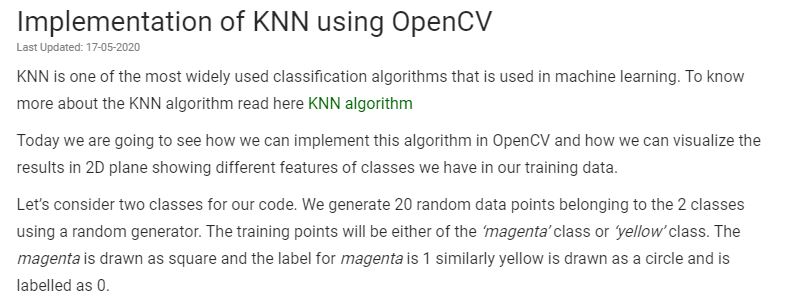 Implementation of KNN using OpenCV
Last Updated: 17-05-2020
KNN is one of the most widely used classification algorithms that is used in machine learning. To know
more about the KNN algorithm read here KNN algorithm
Today we are going to see how we can implement this algorithm in OpenCV and how we can visualize the
results in 2D plane showing different features of classes we have in our training data.
Let's consider two classes for our code. We generate 20 random data points belonging to the 2 classes
using a random generator. The training points will be either of the 'magenta' class or 'yellow' class. The
magenta is drawn as square and the label for magenta is 1 similarly yellow is drawn as a circle and is
labelled as 0.